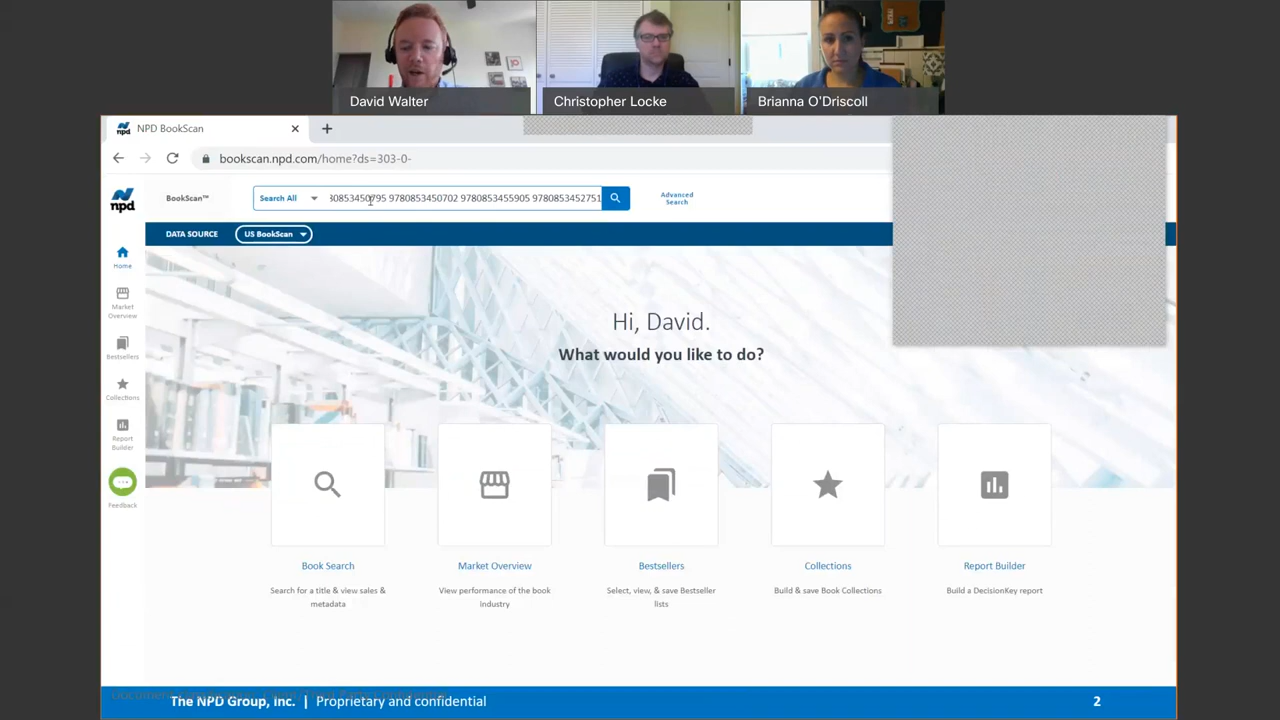 David Walter
Christopher Locke
Brianna O'Driscoll
NPD BookScan
bookscan.npd.com/home?ds=303-0-
npd
BookScan™
Search All
9780853450702 9780853455905 9780853452751
Advanced
Search
DATA SOURCE
US BookScan
Home
Market
Overview
Bestsellers
Collections
Report
Builder
Feedback
Hi, David.
What would you like to do?
Book Search
Search for a title & view sales &
metadata
Market Overview
View performance of the book
industry
Bestsellers
Select, view, & save Bestseller
lists
Collections
Build & save Book Collections
Report Builder
Build a DecisionKey report
The NPD Group, Inc. | Proprietary and confidential
2